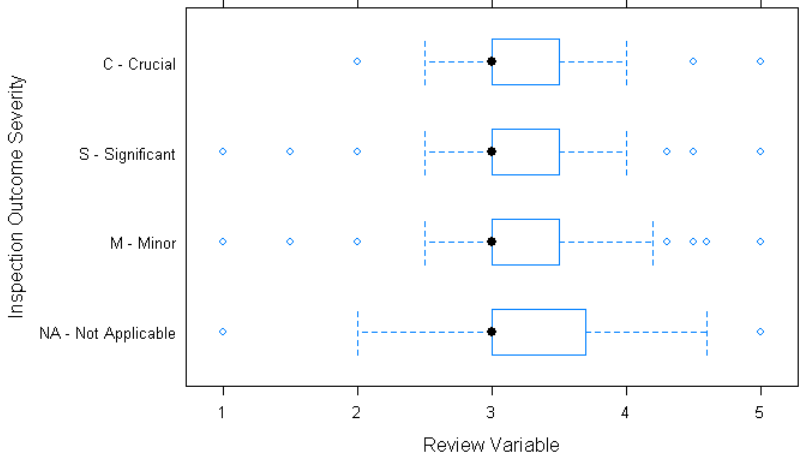 Inspection Outcome Severity
C - Crucial
S - Significant
M - Minor
NA - Not Applicable
1 2 3 4 5
Review Variable